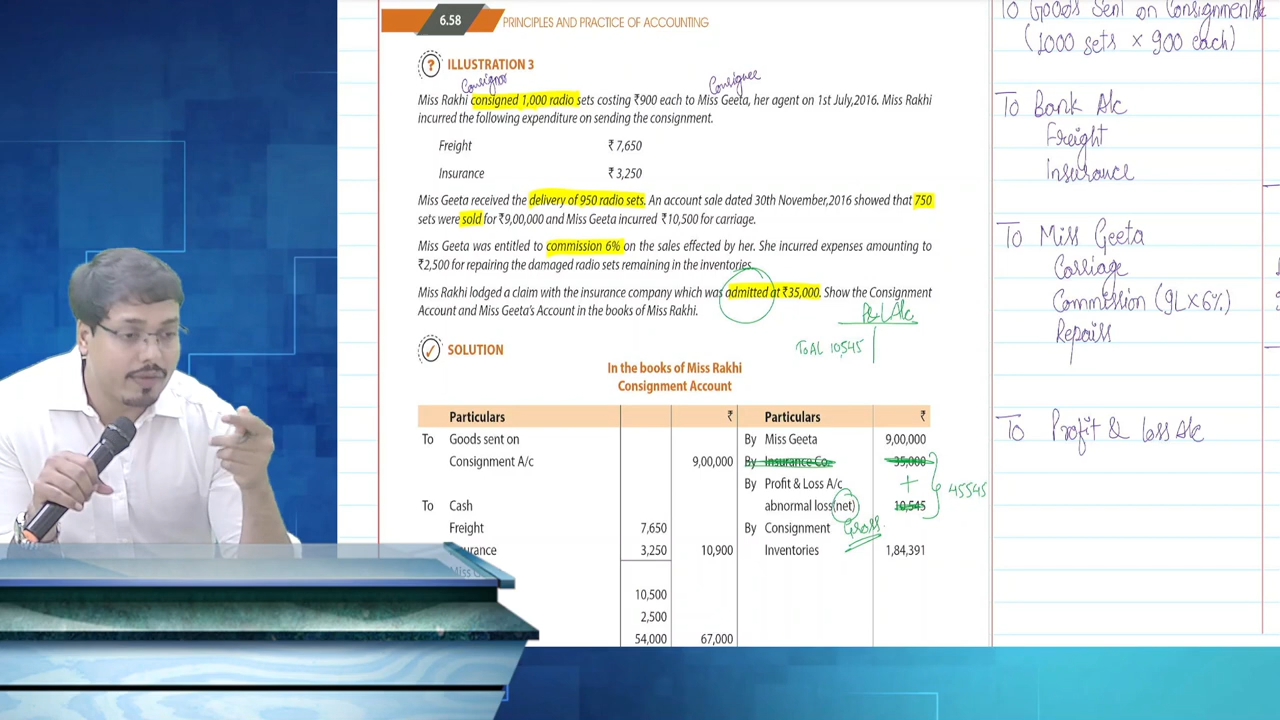 6.58 PRINCIPLES AND PRACTICE OF ACCOUNTING
? ILLUSTRATION 3
Consignor
Consignee
Miss Rakhi consigned 1,000 radio sets costing ₹900 each to Miss Geeta, her agent on 1st July,2016. Miss Rakhi
incurred the following expenditure on sending the consignment.
Freight ₹ 7,650
Insurance ₹ 3,250
Miss Geeta received the delivery of 950 radio sets. An account sale dated 30th November,2016 showed that 750
sets were sold for ₹9,00,000 and Miss Geeta incurred ₹10,500 for carriage.
Miss Geeta was entitled to commission 6% on the sales effected by her. She incurred expenses amounting to
₹2,500 for repairing the damaged radio sets remaining in the inventories.
Miss Rakhi lodged a claim with the insurance company which was admitted at ₹35,000. Show the Consignment
Account and Miss Geeta's Account in the books of Miss Rakhi.
P&L A/c
To AL 10,545
SOLUTION
In the books of Miss Rakhi
Consignment Account
Particulars ₹ Particulars ₹
To Goods sent on By Miss Geeta 9,00,000
Consignment A/c 9,00,000 By Insurance Co. 35,000
By Profit & Loss A/c + 45545
To Cash abnormal loss(net) 10,545
Freight 7,650 By Consignment Gross
3,250 10,900 Inventories 1,84,391
10,500
2,500
54,000 67,000
To Goods Sent on Consignment A/c
(1000 sets × 900 each)
To Bank A/c
Freight
Insurance
To Miss Geeta
Carriage
Commission (9L×6%)
Repairs
To Profit & Loss A/c